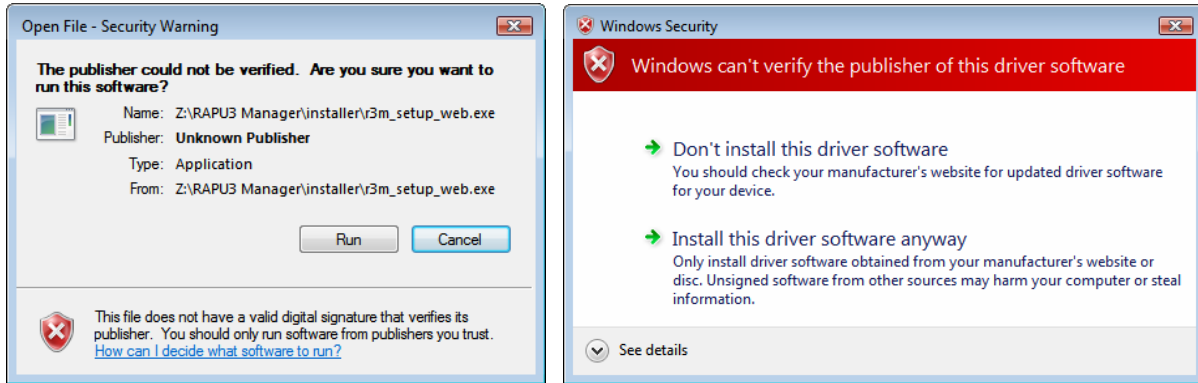 Open File - Security Warning
The publisher could not be verified.  Are you sure you want to
run this software?
Name: Z:\RAPU3 Manager\installer\r3m_setup_web.exe
Publisher: Unknown Publisher
Type: Application
From: Z:\RAPU3 Manager\installer\r3m_setup_web.exe
Run Cancel
This file does not have a valid digital signature that verifies its
publisher.  You should only run software from publishers you trust.
How can I decide what software to run?
Windows Security
Windows can't verify the publisher of this driver software
Don't install this driver software
You should check your manufacturer's website for updated driver software
for your device.
Install this driver software anyway
Only install driver software obtained from your manufacturer's website or
disc. Unsigned software from other sources may harm your computer or steal
information.
See details